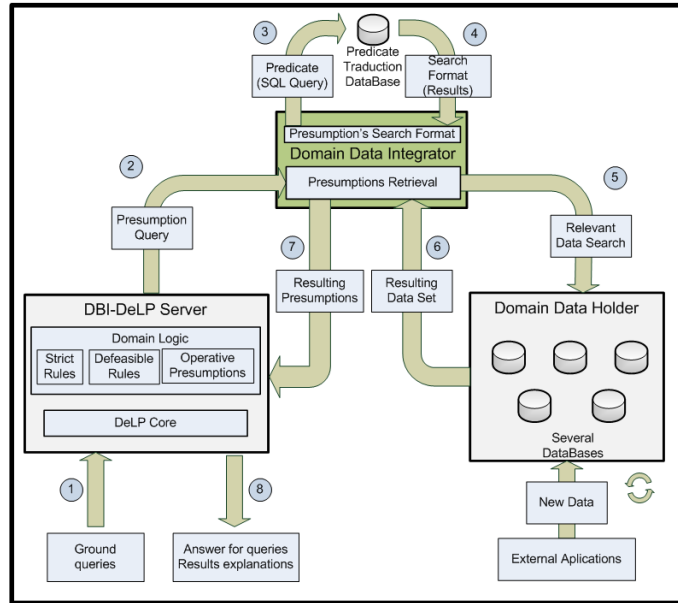 3
4
Predicate
(SQL Query)
Predicate
Traduction
DataBase
Search
Format
(Results)
Presumption's Search Format
Domain Data Integrator
Presumptions Retrieval
2
5
Presumption
Query
Relevant
Data Search
7
6
Resulting
Presumptions
Resulting
Data Set
DBI-DeLP Server
Domain Logic
Strict
Rules
Defeasible
Rules
Operative
Presumptions
DeLP Core
Domain Data Holder
Several
DataBases
1
8
New Data
Ground
queries
Answer for queries
Results explanations
External Aplications